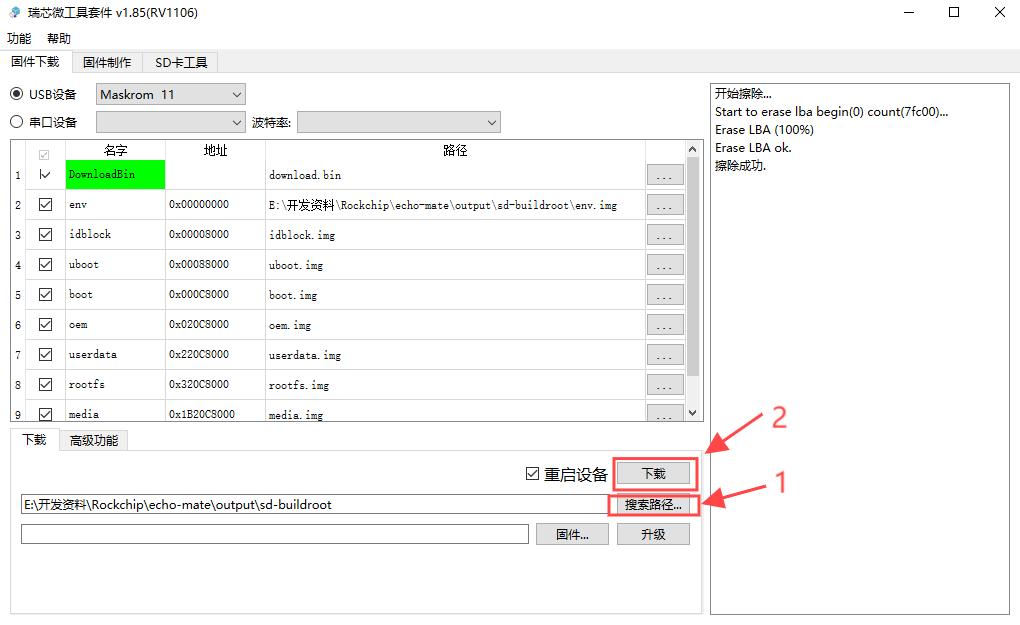 瑞芯微工具套件 v1.85(RV1106)
功能 帮助
固件下载 固件制作 SD卡工具
USB设备 Maskrom 11
串口设备 波特率:
名字 地址 路径
1 DownloadBin download.bin ...
2 env 0x00000000 E:\开发资料\Rockchip\echo-mate\output\sd-buildroot\env.img ...
3 idblock 0x00008000 idblock.img ...
4 uboot 0x00088000 uboot.img ...
5 boot 0x000C8000 boot.img ...
6 oem 0x020C8000 oem.img ...
7 userdata 0x220C8000 userdata.img ...
8 rootfs 0x320C8000 rootfs.img ...
9 media 0x1B20C8000 media.img ...
下载 高级功能
2
重启设备 下载
1
E:\开发资料\Rockchip\echo-mate\output\sd-buildroot 搜索路径...
固件... 升级
开始擦除...
Start to erase lba begin(0) count(7fc00)...
Erase LBA (100%)
Erase LBA ok.
擦除成功.